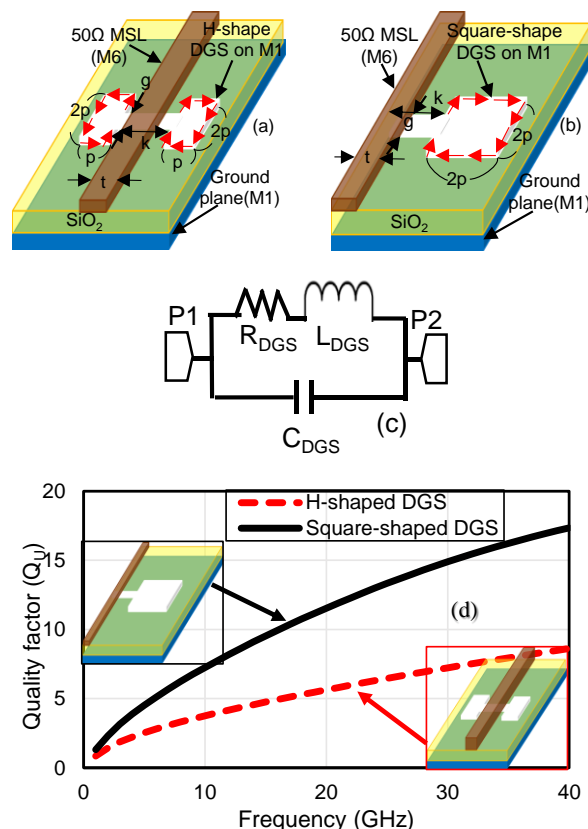 50Ω MSL
(M6)
H-shape
DGS on M1
g
2p
2p
(a)
p
k
p
t
Ground
plane(M1)
SiO2
50Ω MSL
(M6)
Square-shaped
DGS on M1
k
g
2p
(b)
t
2p
Ground
plane(M1)
SiO2
P1
P2
RDGS
LDGS
CDGS
(c)
20
15
10
5
0
Quality factor (QU)
H-shaped DGS
Square-shaped DGS
(d)
0
10
20
30
40
Frequency (GHz)